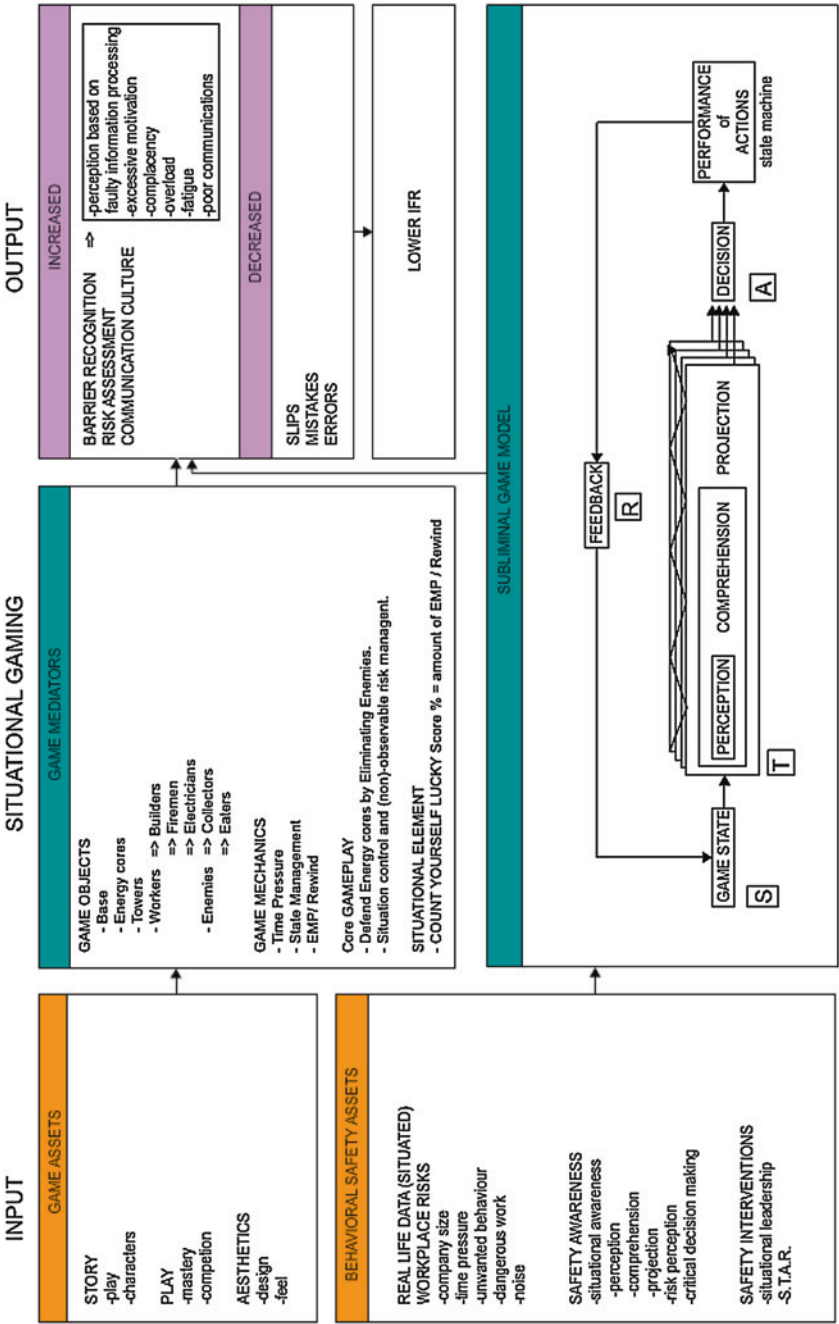 INPUT
GAME ASSETS
STORY
-play
-characters
PLAY
-mastery
-competion
AESTHETICS
-design
-feel
BEHAVIORAL SAFETY ASSETS
REAL LIFE DATA (SITUATED)
WORKPLACE RISKS
-company size
-time pressure
-unwanted behaviour
-dangerous work
-noise
SAFETY AWARENESS
-situational awareness
-perception
-comprehension
-projection
-risk perception
-critical decision making
SAFETY INTERVENTIONS
-situational leadership
-S.T.A.R.
SITUATIONAL GAMING
GAME MEDIATORS
GAME OBJECTS
- Base
- Energy cores
- Towers
- Workers => Builders
=> Firemen
=> Electricians
- Enemies => Collectors
=> Eaters
GAME MECHANICS
- Time Pressure
- State Management
- EMP/ Rewind
Core GAMEPLAY
- Defend Energy cores by Eliminating Enemies.
- Situation control and (non)-observable risk managent.
SITUATIONAL ELEMENT
- COUNT YOURSELF LUCKY Score % = amount of EMP / Rewind
OUTPUT
INCREASED
BARRIER RECOGNITION =>
RISK ASSESSMENT
COMMUNICATION CULTURE
-perception based on
faulty information processing
-excessive motivation
-complacency
-overload
-fatigue
-poor communications
DECREASED
SLIPS
MISTAKES
ERRORS
LOWER IFR
SUBLIMINAL GAME MODEL
FEEDBACK
R
GAME STATE
S
PERCEPTION
COMPREHENSION
PROJECTION
T
DECISION
A
PERFORMANCE
of
ACTIONS
state machine